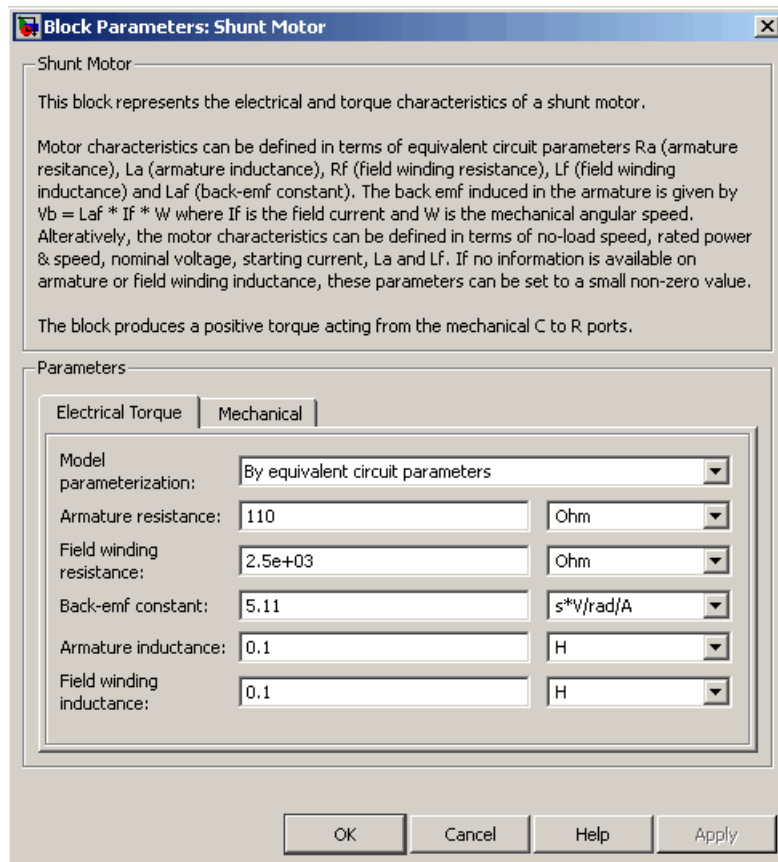 Block Parameters: Shunt Motor
Shunt Motor
This block represents the electrical and torque characteristics of a shunt motor.
Motor characteristics can be defined in terms of equivalent circuit parameters Ra (armature
resitance), La (armature inductance), Rf (field winding resistance), Lf (field winding
inductance) and Laf (back-emf constant). The back emf induced in the armature is given by
Vb = Laf * If * W where If is the field current and W is the mechanical angular speed.
Alteratively, the motor characteristics can be defined in terms of no-load speed, rated power
& speed, nominal voltage, starting current, La and Lf. If no information is available on
armature or field winding inductance, these parameters can be set to a small non-zero value.
The block produces a positive torque acting from the mechanical C to R ports.
Parameters
Electrical Torque Mechanical
Model
parameterization: By equivalent circuit parameters
Armature resistance: 110 Ohm
Field winding
resistance: 2.5e+03 Ohm
Back-emf constant: 5.11 s*V/rad/A
Armature inductance: 0.1 H
Field winding
inductance: 0.1 H
OK Cancel Help Apply